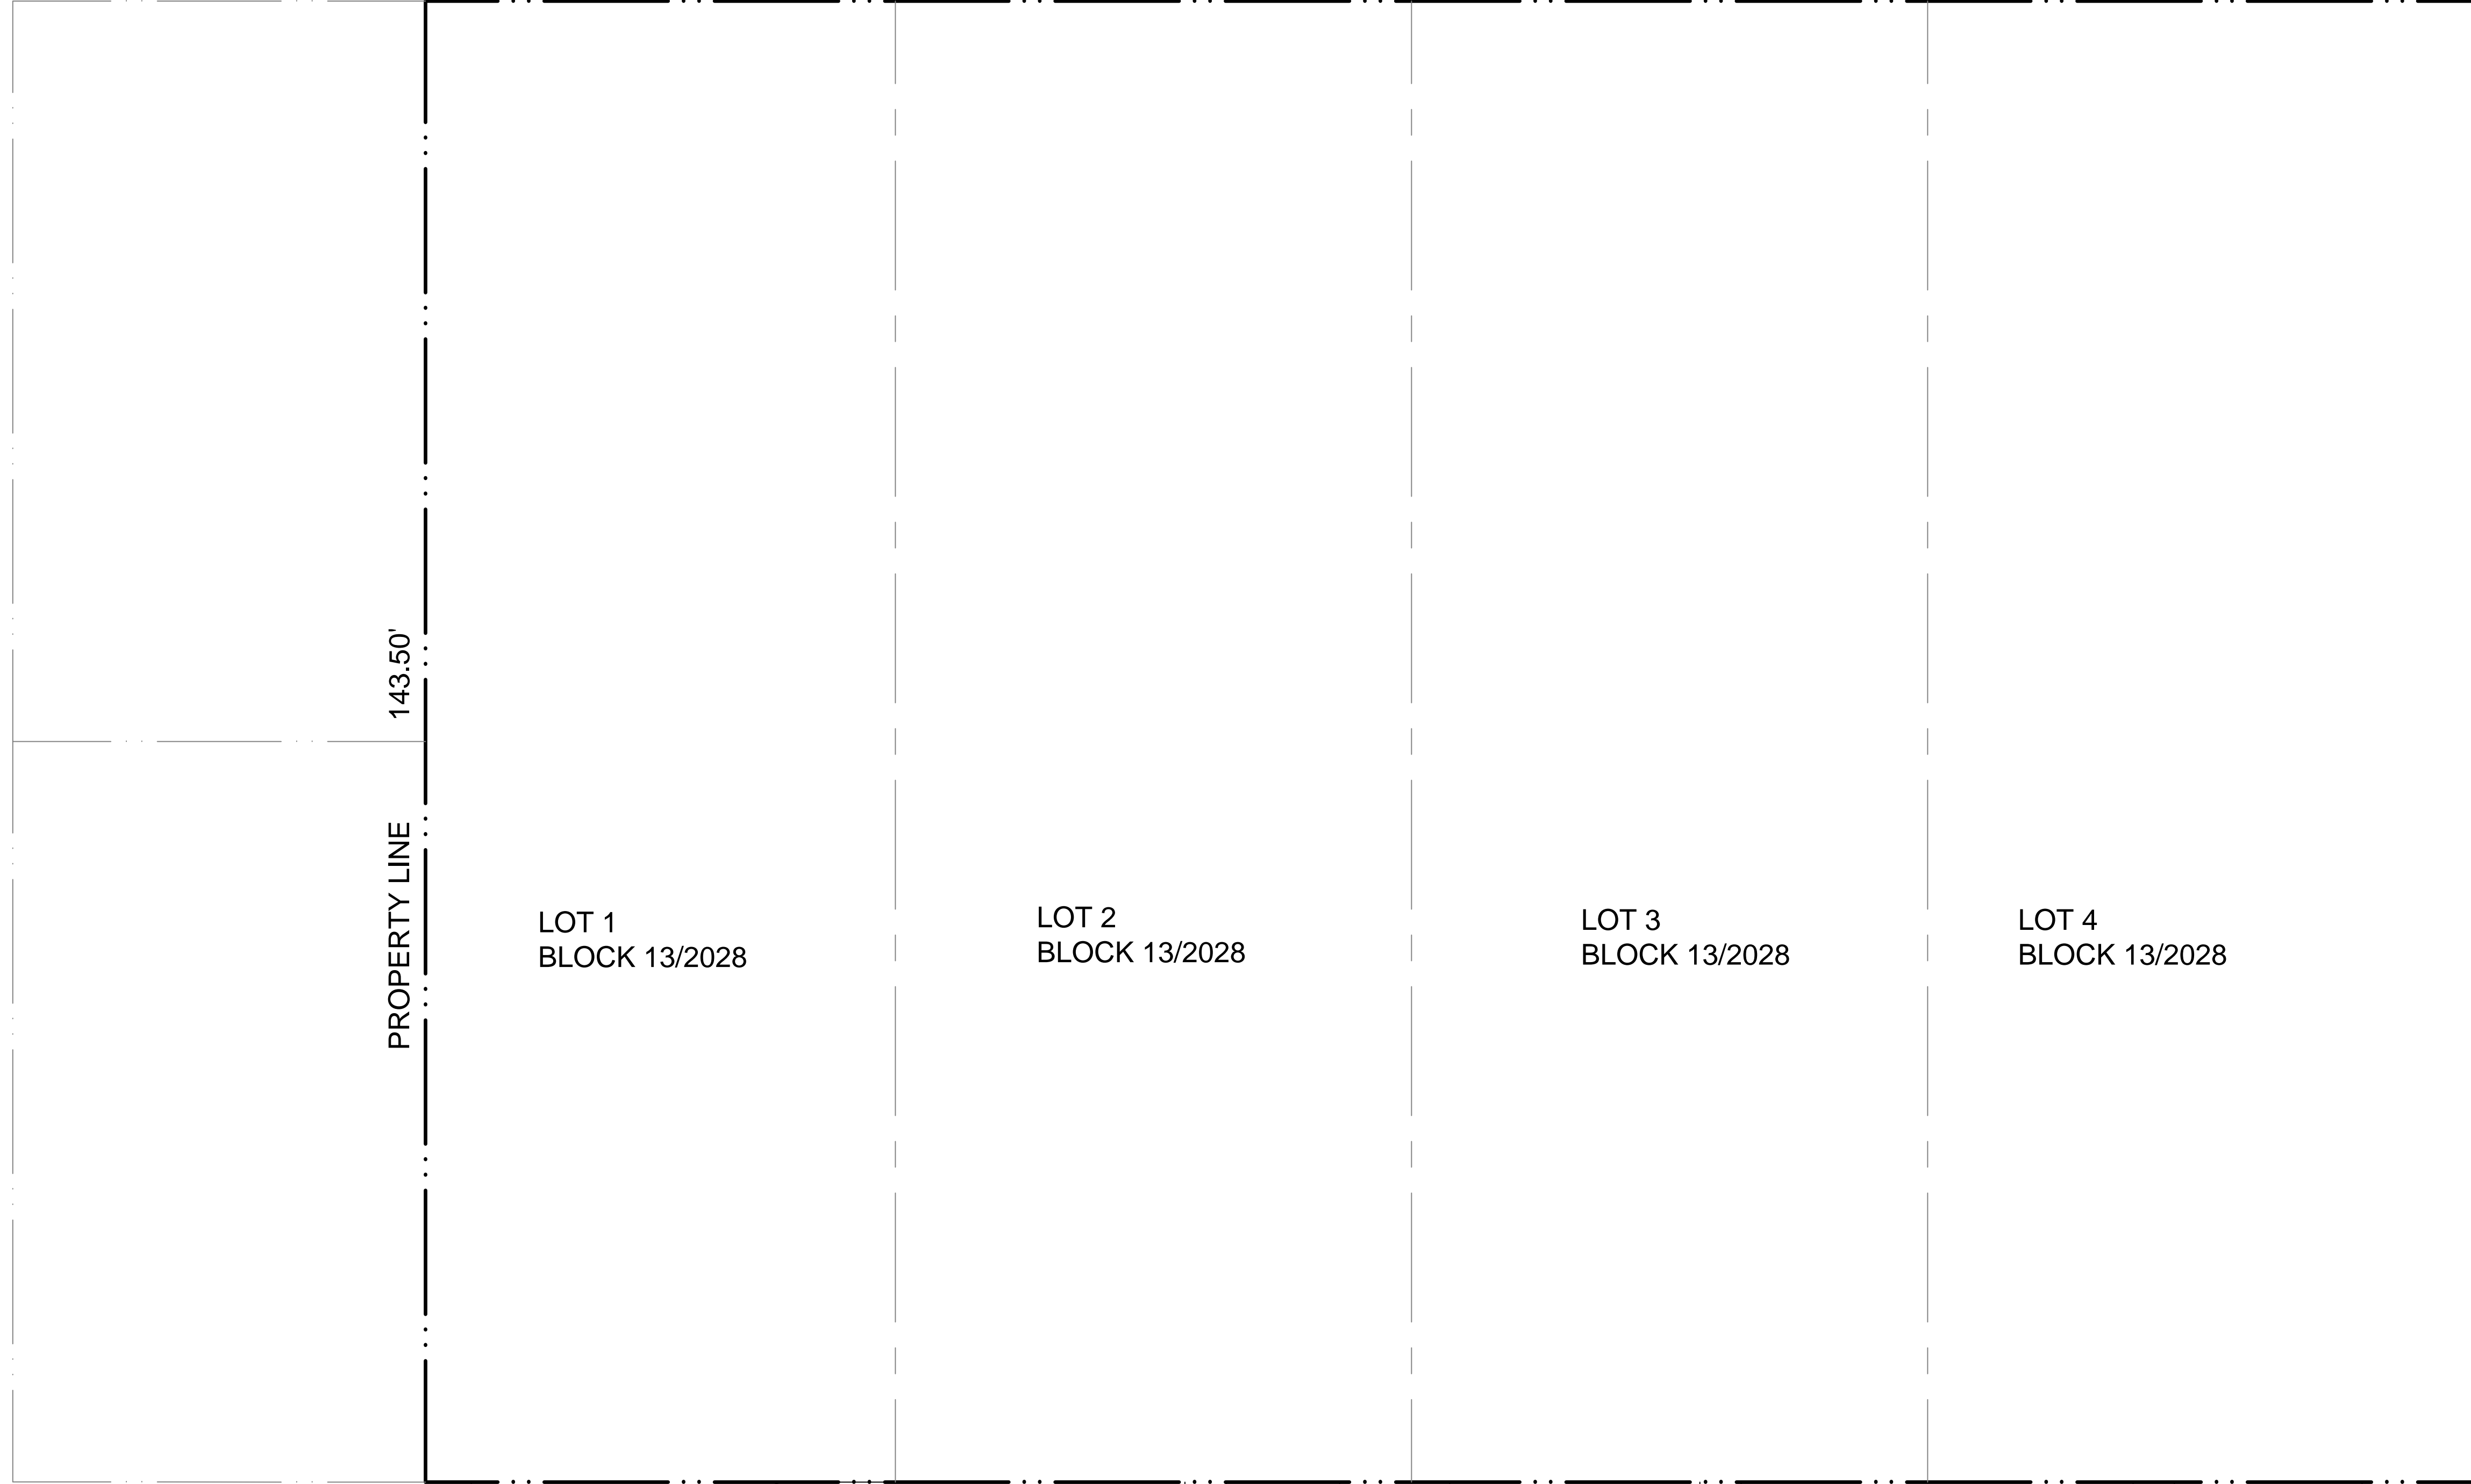 143.50'
PROPERTY LINE
LOT 1
BLOCK 13/2028
LOT 2
BLOCK 13/2028
LOT 3
BLOCK 13/2028
LOT 4
BLOCK 13/2028